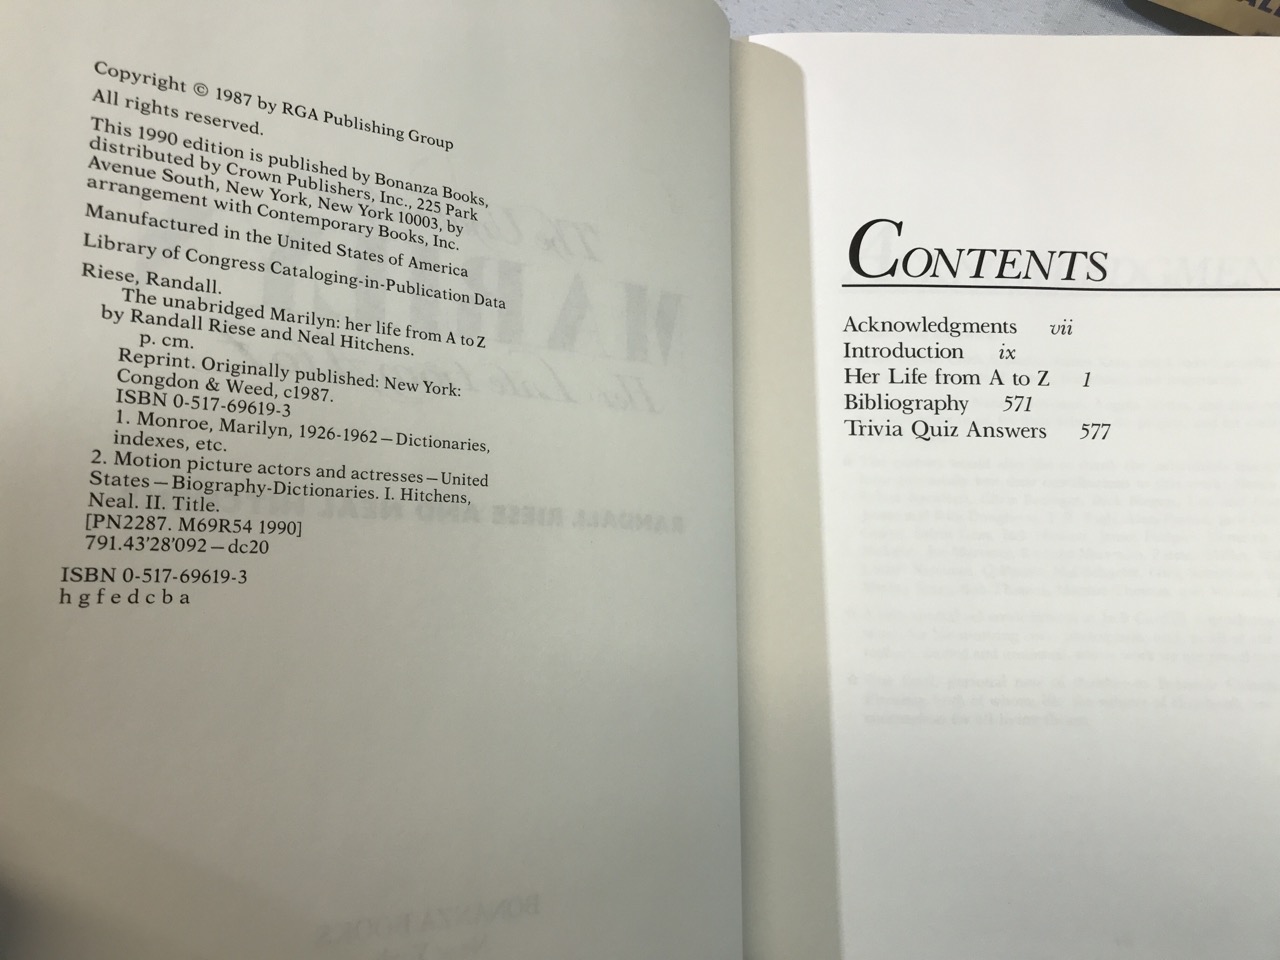 Copyright © 1987 by RGA Publishing Group
All rights reserved.
This 1990 edition is published by Bonanza Books,
distributed by Crown Publishers, Inc., 225 Park
Avenue South, New York, New York 10003, by
arrangement with Contemporary Books, Inc.
Manufactured in the United States of America
Library of Congress Cataloging-in-Publication Data
Riese, Randall.
The unabridged Marilyn: her life from A to Z
by Randall Riese and Neal Hitchens.
p. cm.
Reprint. Originally published: New York:
Congdon & Weed, c1987.
ISBN 0-517-69619-3
1. Monroe, Marilyn, 1926-1962—Dictionaries,
indexes, etc.
2. Motion picture actors and actresses—United
States—Biography-Dictionaries. I. Hitchens,
Neal. II. Title.
[PN2287. M69R54 1990]
791.43'28'092—dc20
ISBN 0-517-69619-3
h g f e d c b a
CONTENTS
Acknowledgments vii
Introduction ix
Her Life from A to Z 1
Bibliography 571
Trivia Quiz Answers 577